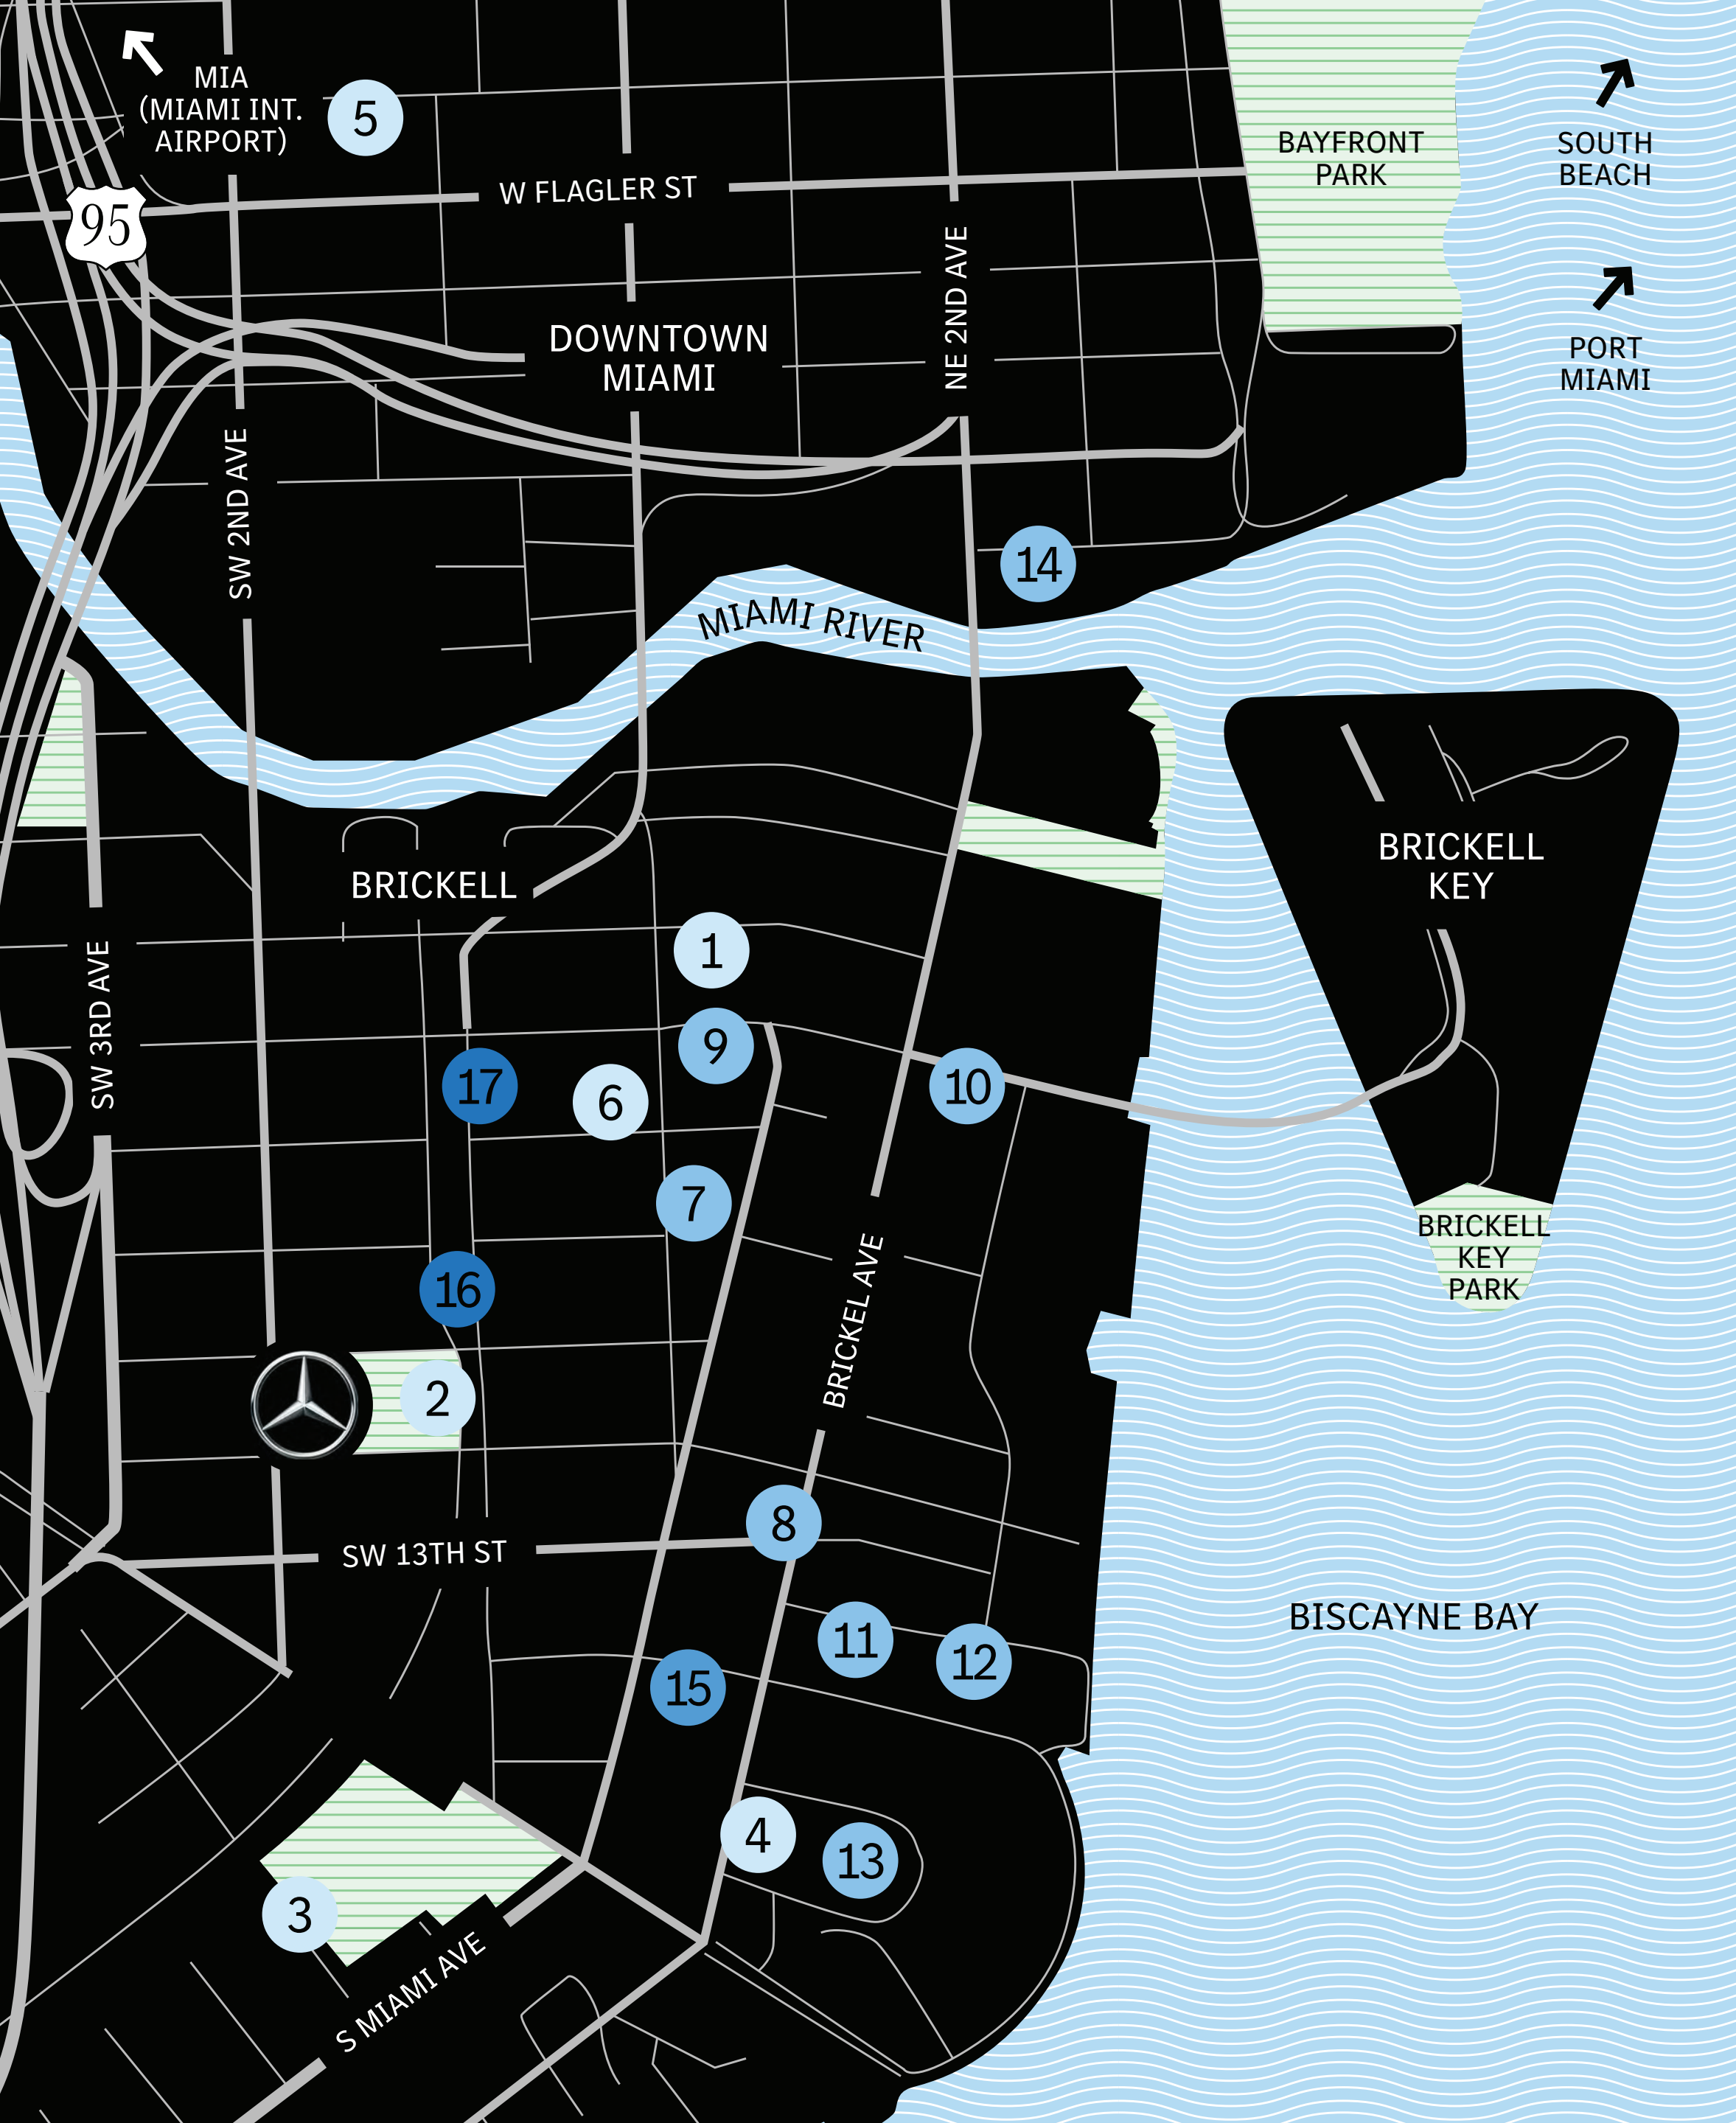 MIA
(MIAMI INT.
AIRPORT)
5
BAYFRONT
PARK
SOUTH
BEACH
95
W FLAGLER ST
NE 2ND AVE
DOWNTOWN
MIAMI
PORT
MIAMI
SW 2ND AVE
14
MIAMI RIVER
BRICKELL
BRICKELL
KEY
SW 3RD AVE
1
9
17
6
10
7
BRICKELL
KEY
PARK
16
BRICKEL AVE
2
8
SW 13TH ST
BISCAYNE BAY
11
12
15
4
13
3
S MIAMI AVE